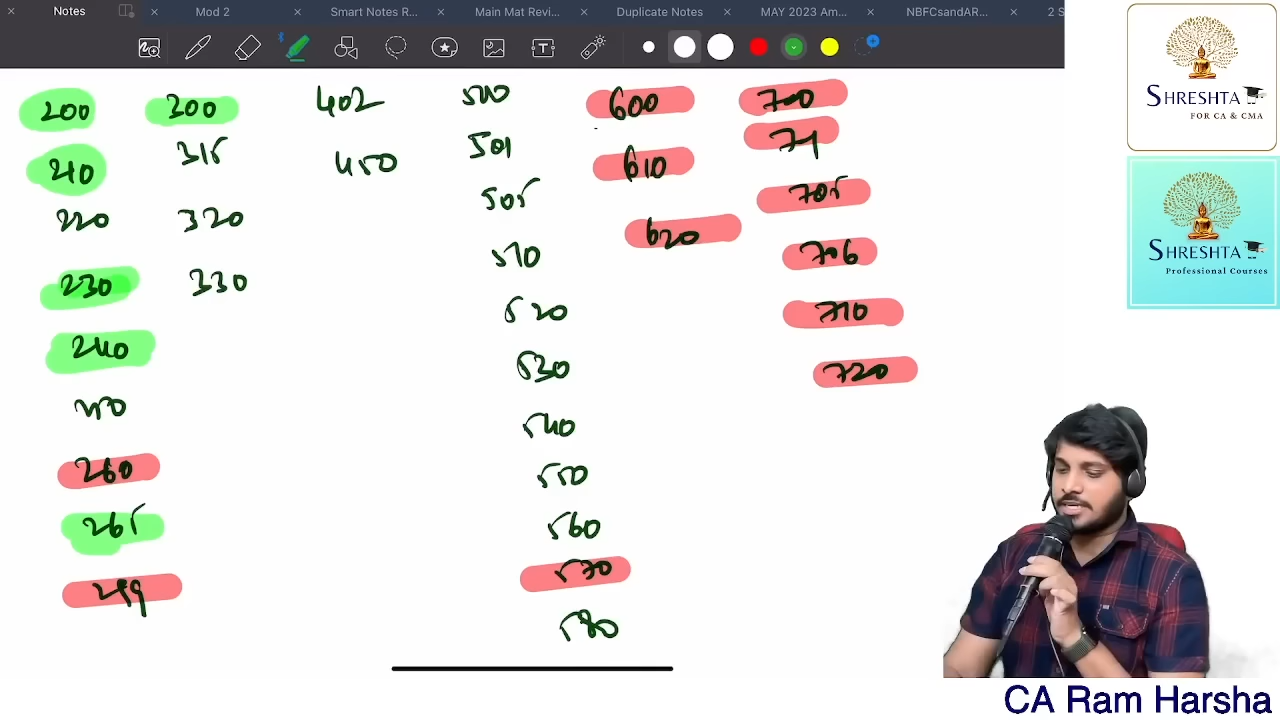 Notes
Mod 2
Smart Notes R...
Main Mat Revi...
Duplicate Notes
MAY 2023 Am...
NBFCsandAR...
2 S
SHRESHTA
FOR CA & CMA
SHRESHTA
Professional Courses
200 300 402 500 600 700
210 315 450 501 610 701
220 320 505 620 705
230 330 510 706
240 520 710
250 530 720
260 540
265 550
299 560
570
580
CA Ram Harsha